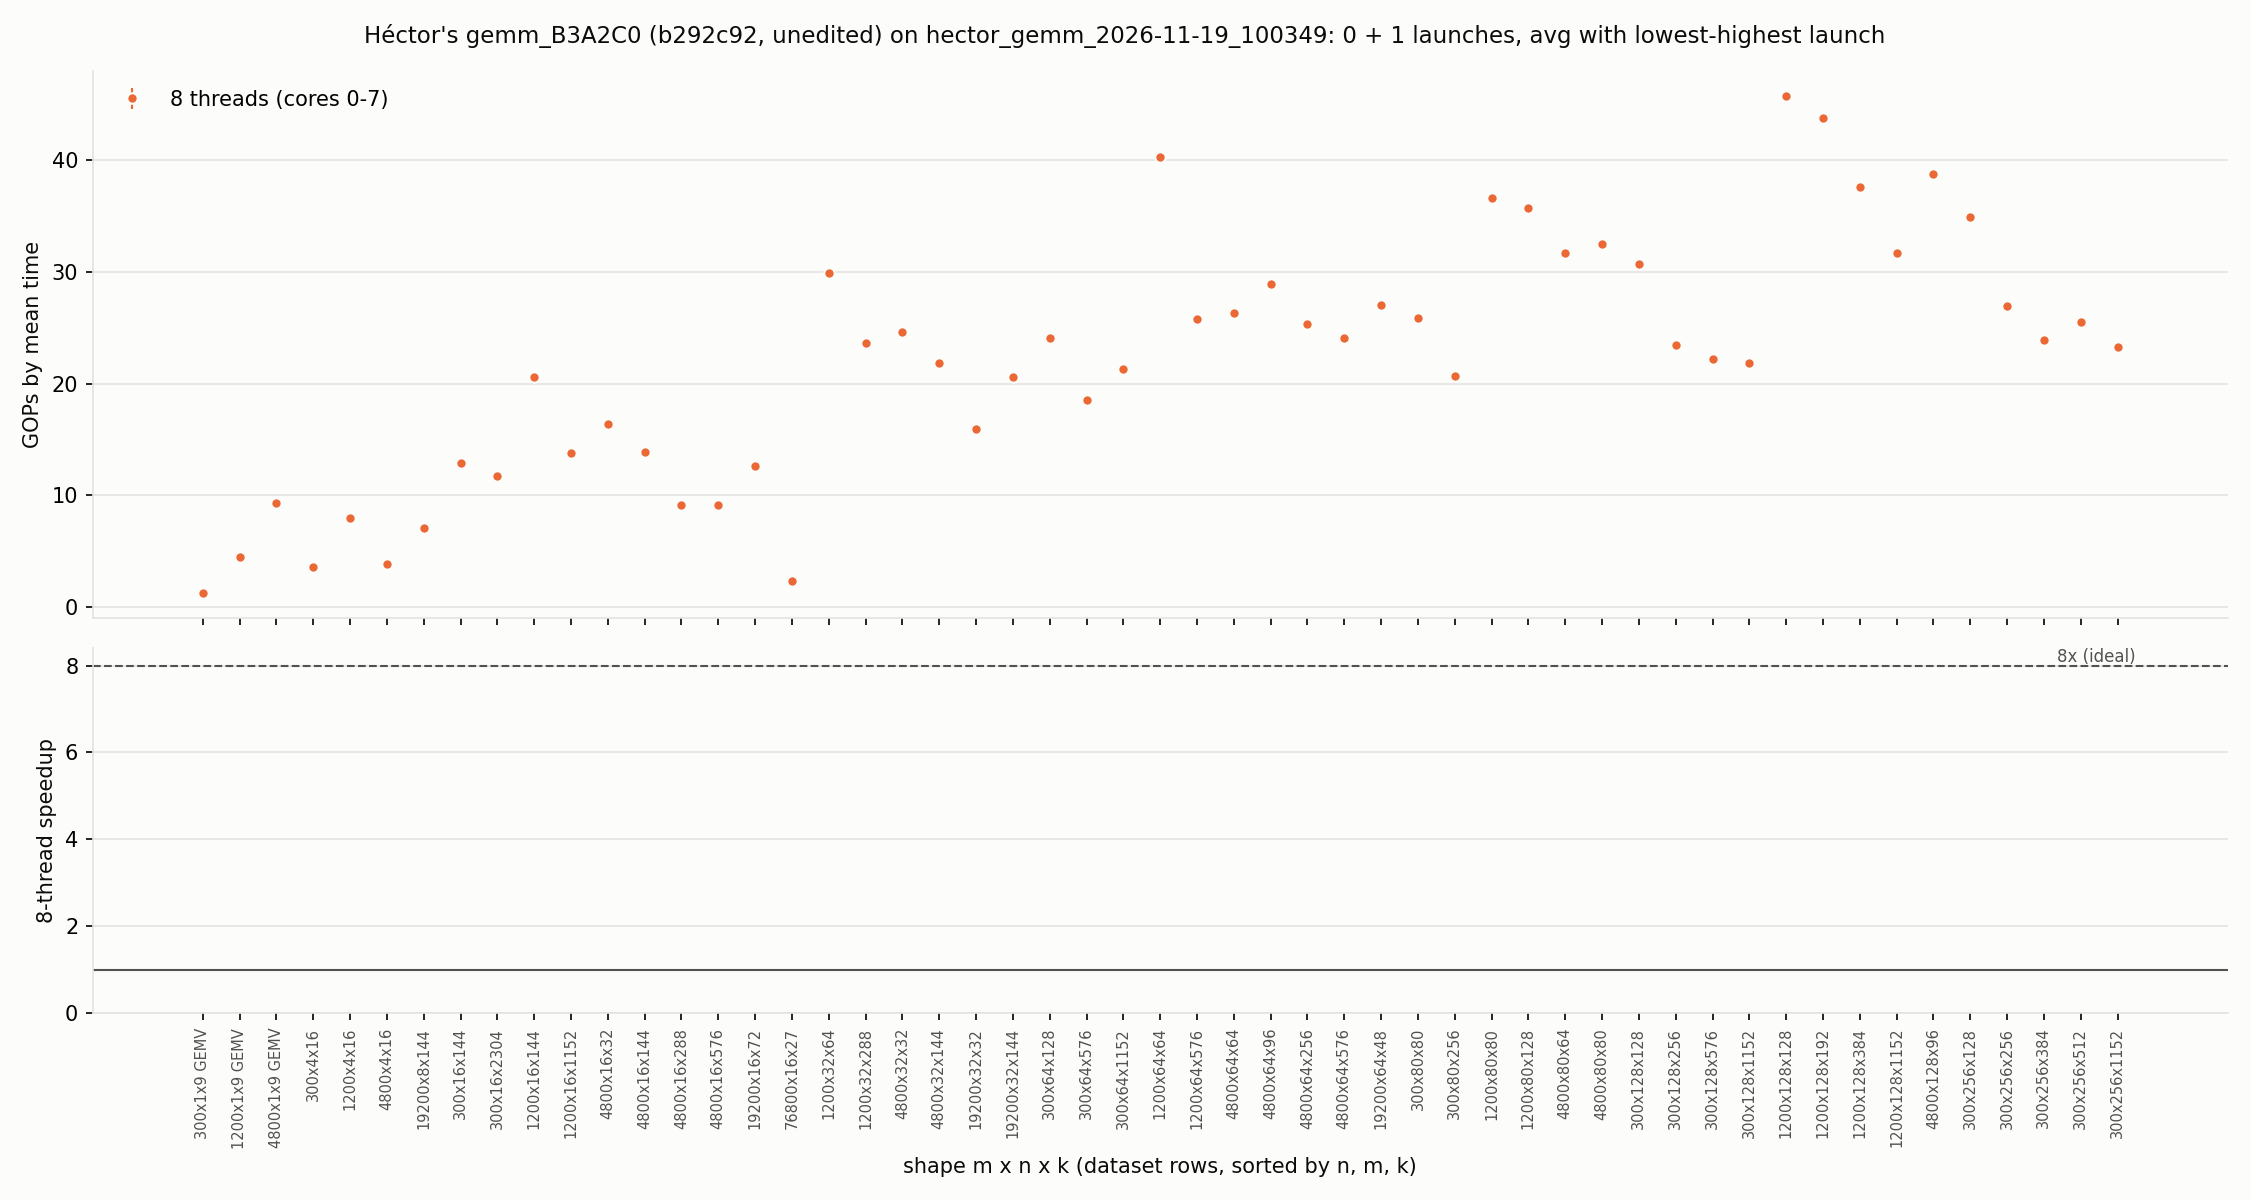 Héctor's gemm_B3A2C0 (b292c92, unedited) on hector_gemm_2026-11-19_100349: 0 + 1 launches, avg with lowest-highest launch
8 threads (cores 0-7)
GOPs by mean time
40
30
20
10
0
8x (ideal)
8-thread speedup
8
6
4
2
0
300x1x9 GEMV
1200x1x9 GEMV
4800x1x9 GEMV
300x4x16
1200x4x16
4800x4x16
19200x8x144
300x16x144
300x16x2304
1200x16x144
1200x16x1152
4800x16x32
4800x16x144
4800x16x288
4800x16x576
19200x16x72
76800x16x27
1200x32x64
1200x32x288
4800x32x32
4800x32x144
19200x32x32
19200x32x144
300x64x128
300x64x576
300x64x1152
1200x64x64
1200x64x576
4800x64x64
4800x64x96
4800x64x256
4800x64x576
19200x64x48
300x80x80
300x80x256
1200x80x80
1200x80x128
4800x80x64
4800x80x80
300x128x128
300x128x256
300x128x576
300x128x1152
1200x128x128
1200x128x192
1200x128x384
1200x128x1152
4800x128x96
300x256x128
300x256x256
300x256x384
300x256x512
300x256x1152
shape m x n x k (dataset rows, sorted by n, m, k)